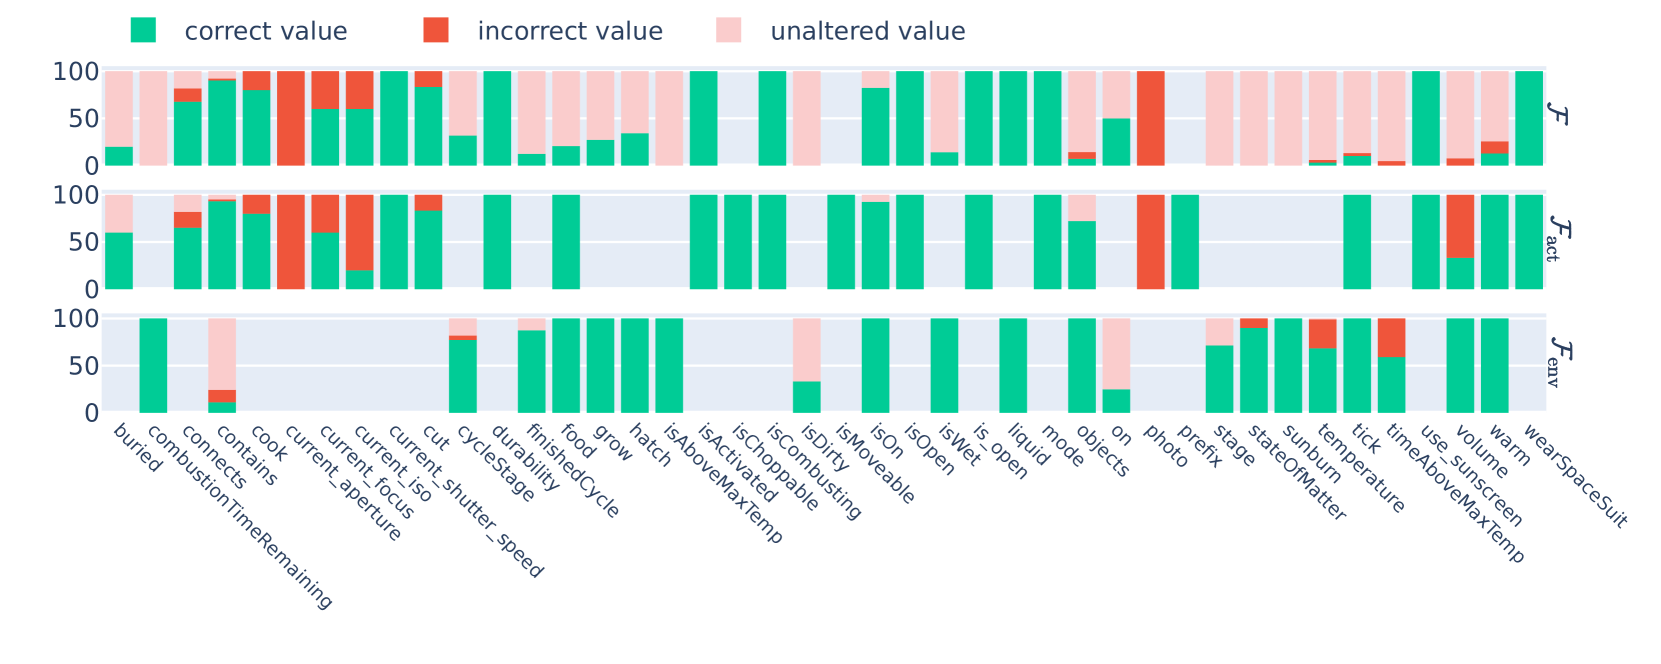 correct value incorrect value unaltered value
100
50
0
ℱ
100
50
0
ℱact
100
50
0
ℱenv
buried
combustionTimeRemaining
connects
contains
cook
current_aperture
current_focus
current_iso
current_shutter_speed
cut
cycleStage
durability
finishedCycle
food
grow
hatch
isAboveMaxTemp
isActivated
isChoppable
isCombusting
isDirty
isMoveable
isOn
isOpen
isWet
is_open
liquid
mode
objects
on
photo
prefix
stage
stateOfMatter
sunburn
temperature
tick
timeAboveMaxTemp
use_sunscreen
volume
warm
wearSpaceSuit